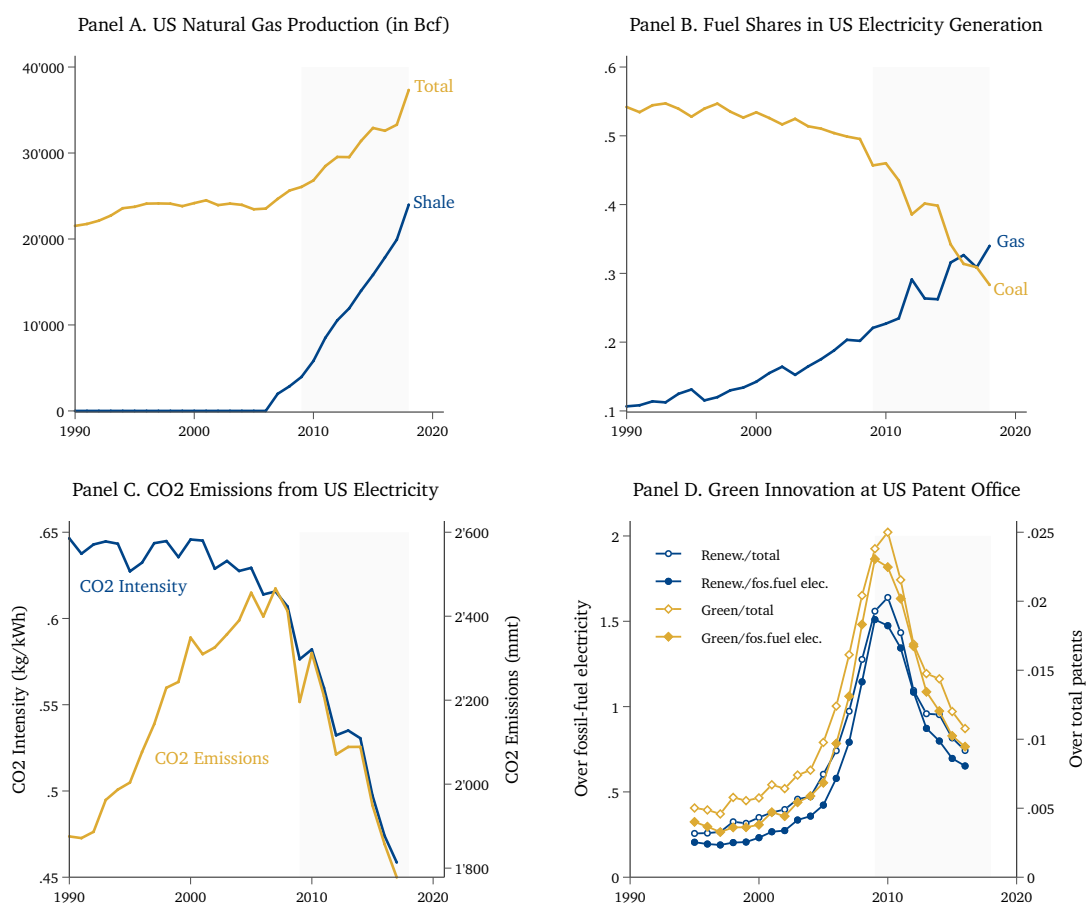 Panel A. US Natural Gas Production (in Bcf)
40'000
30'000
20'000
10'000
0
1990
2000
2010
2020
Total
Shale
Panel B. Fuel Shares in US Electricity Generation
.6
.5
.4
.3
.2
.1
1990
2000
2010
2020
Gas
Coal
Panel C. CO2 Emissions from US Electricity
CO2 Intensity (kg/kWh)
.65
.6
.55
.5
.45
1990
2000
2010
2020
CO2 Intensity
CO2 Emissions
2'600
2'400
2'200
2'000
1'800
CO2 Emissions (mmt)
Panel D. Green Innovation at US Patent Office
Over fossil-fuel electricity
2
1.5
1
.5
0
1990
2000
2010
2020
Renew./total
Renew./fos.fuel elec.
Green/total
Green/fos.fuel elec.
.025
.02
.015
.01
.005
0
Over total patents